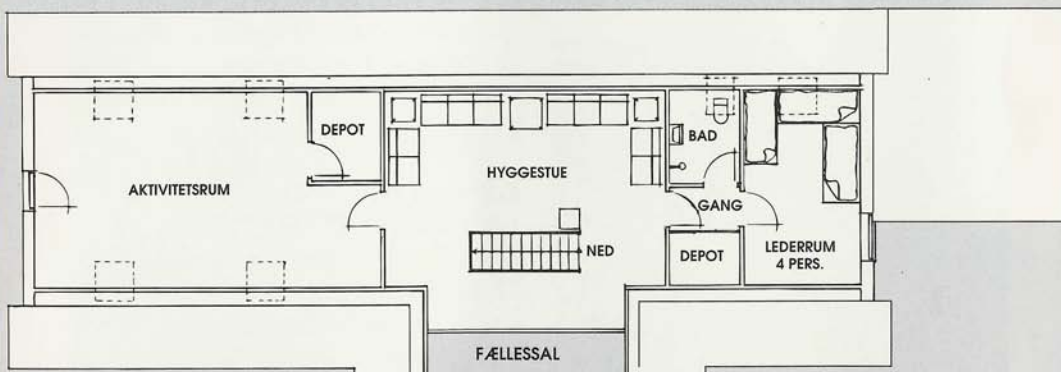 DEPOT
BAD
HYGGESTUE
AKTIVITETSRUM
GANG
NED
DEPOT
LEDERRUM
4 PERS.
FÆLLESSAL